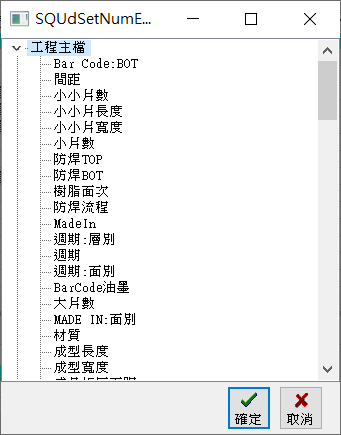 SQUdSetNumE...
工程主檔
Bar Code:BOT
間距
小小片數
小小片長度
小小片寬度
小片數
防焊TOP
防焊BOT
樹脂面次
防焊流程
MadeIn
週期:層別
週期
週期:面別
BarCode油墨
大片數
MADE IN:面別
材質
成型長度
成型寬度
確定
取消